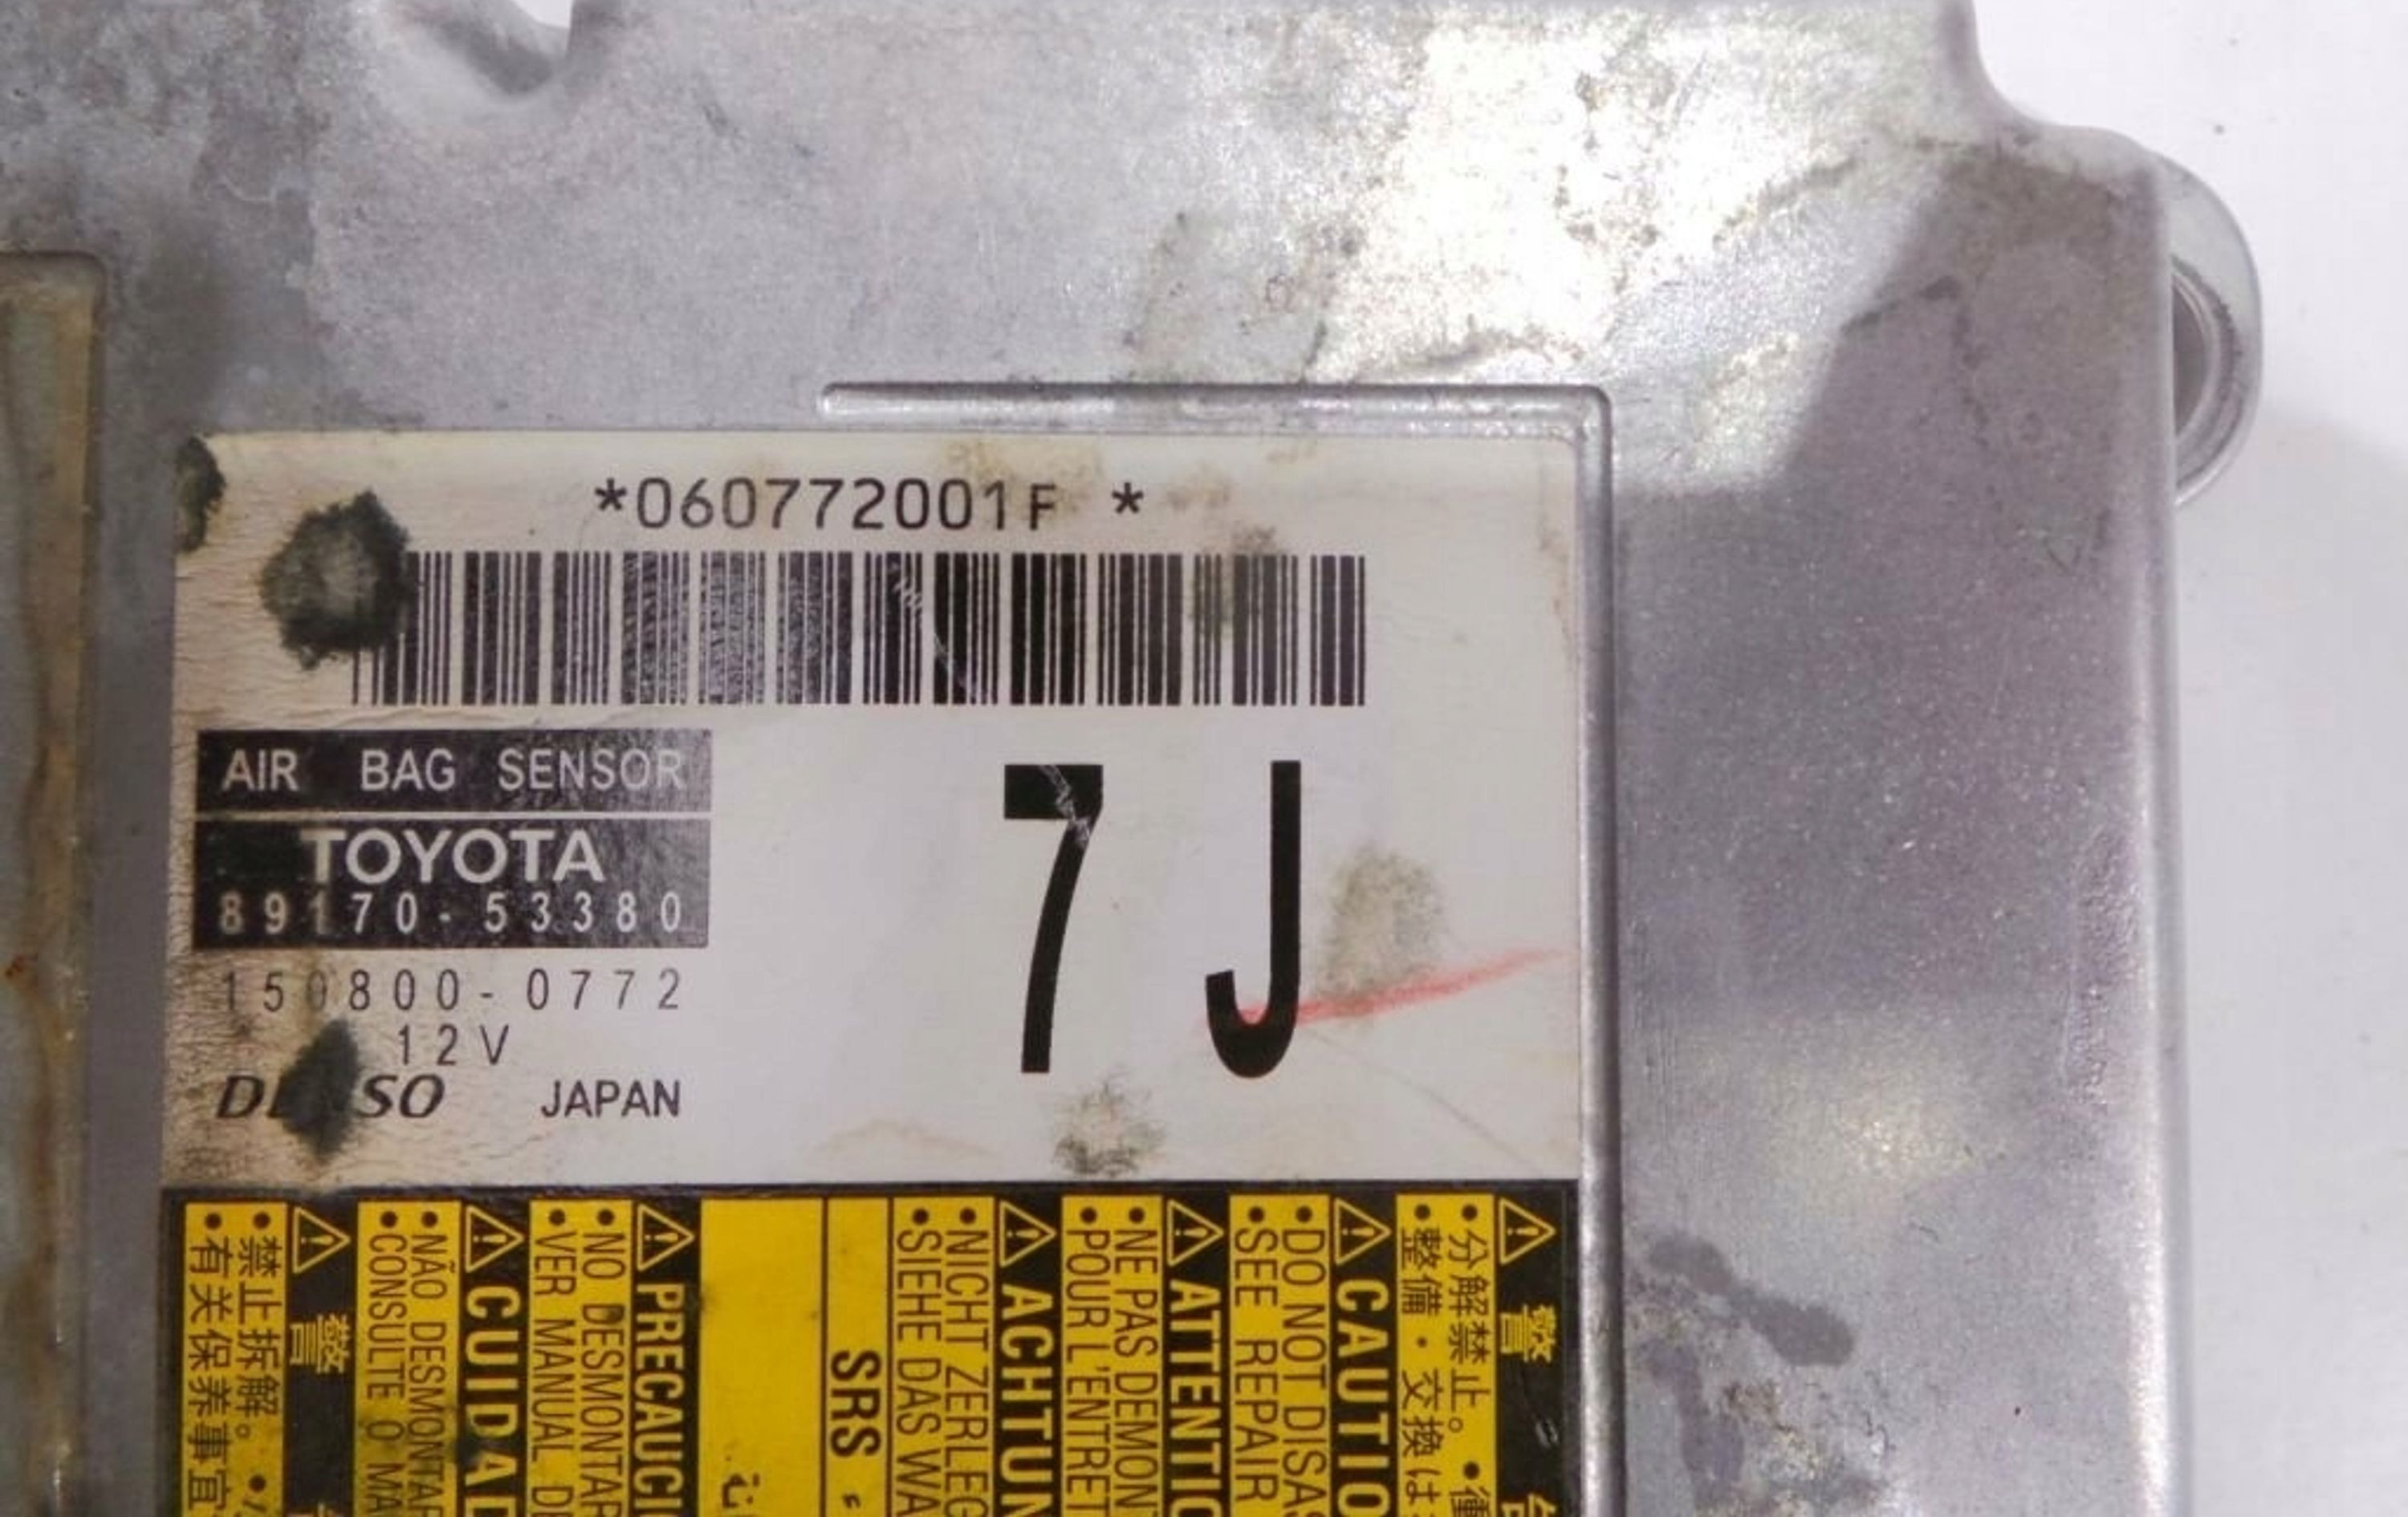 *060772001F *
AIR BAG SENSOR
TOYOTA
89170-53380
7 J
150800-0772
12V
DENSO JAPAN
警
・分解禁止。・衝
・整備・交換は
CAUTIO
・DO NOT DISAS
・SEE REPAIR
ATTENTIO
・NE PAS DEMONT
・POUR L'ENTRET
ACHTUN
・NICHT ZERLEG
・SIEHE DAS WA
SRS
PRECAUCI
・NO DESMONTAR
・VER MANUAL DE
CUIDAD
・NÃO DESMONTAR
・CONSULTE O MA
警
・禁止拆解。
・有关保养事宜